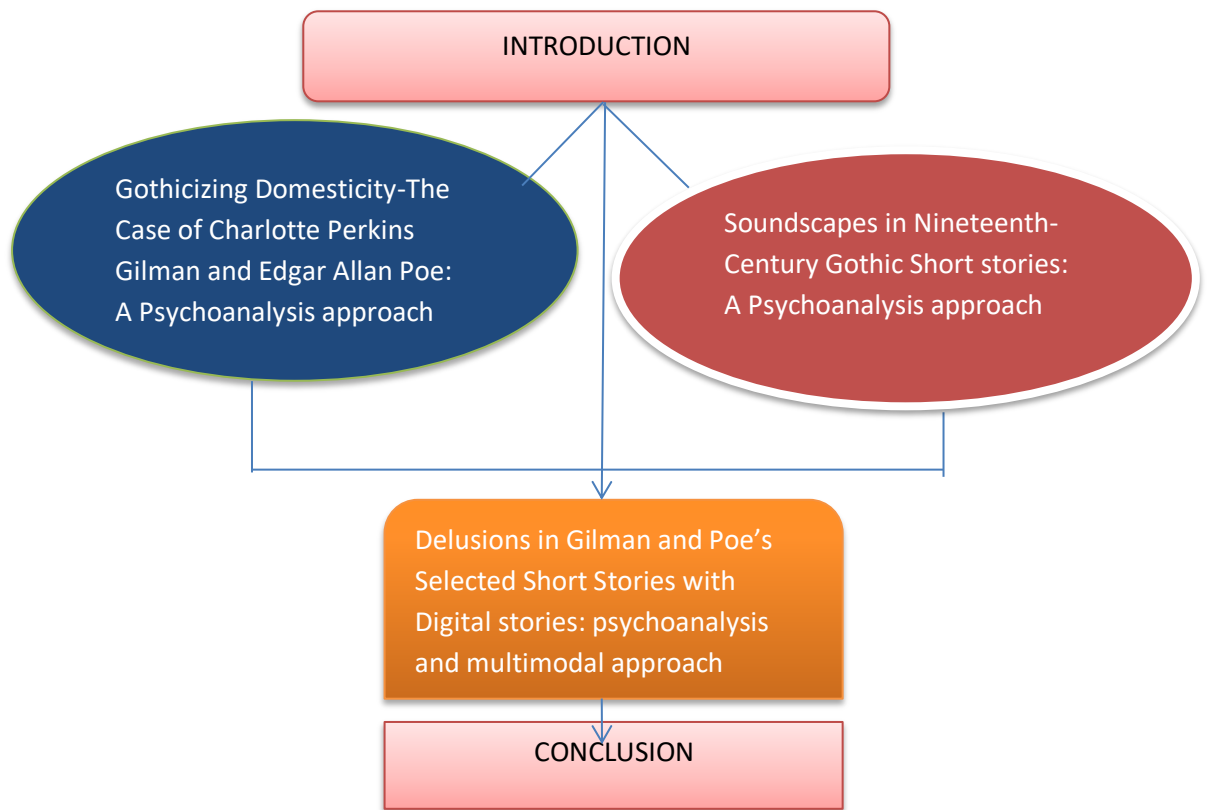 INTRODUCTION
Gothicizing Domesticity-The
Case of Charlotte Perkins
Gilman and Edgar Allan Poe:
A Psychoanalysis approach
Soundscapes in Nineteenth-
Century Gothic Short stories:
A Psychoanalysis approach
Delusions in Gilman and Poe’s
Selected Short Stories with
Digital stories: psychoanalysis
and multimodal approach
CONCLUSION